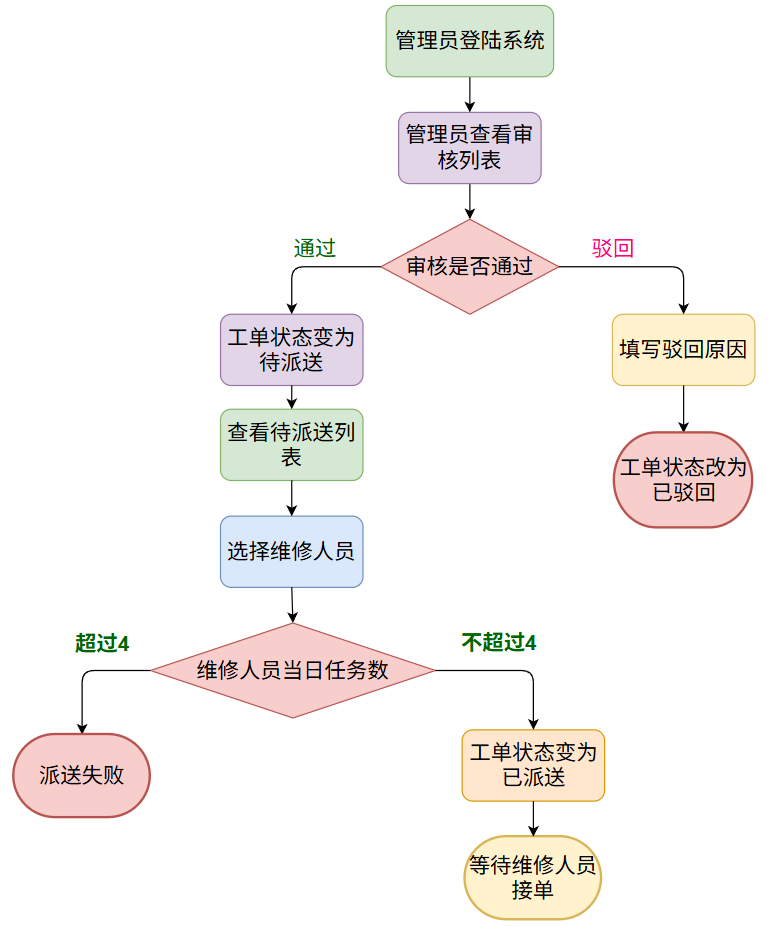 管理员登陆系统
管理员查看审
核列表
通过
驳回
审核是否通过
工单状态变为
待派送
填写驳回原因
查看待派送列
表
工单状态改为
已驳回
选择维修人员
超过4
不超过4
维修人员当日任务数
派送失败
工单状态变为
已派送
等待维修人员
接单